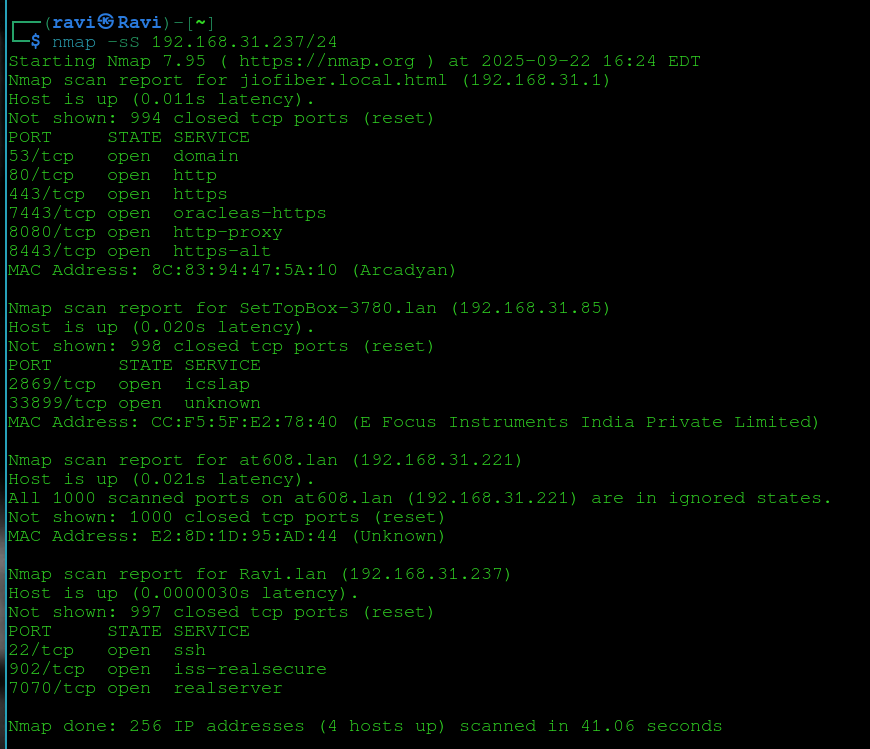 ┌──(ravi㉿Ravi)-[~]
└─$ nmap -sS 192.168.31.237/24
Starting Nmap 7.95 ( https://nmap.org ) at 2025-09-22 16:24 EDT
Nmap scan report for jiofiber.local.html (192.168.31.1)
Host is up (0.011s latency).
Not shown: 994 closed tcp ports (reset)
PORT     STATE SERVICE
53/tcp   open  domain
80/tcp   open  http
443/tcp  open  https
7443/tcp open  oracleas-https
8080/tcp open  http-proxy
8443/tcp open  https-alt
MAC Address: 8C:83:94:47:5A:10 (Arcadyan)

Nmap scan report for SetTopBox-3780.lan (192.168.31.85)
Host is up (0.020s latency).
Not shown: 998 closed tcp ports (reset)
PORT      STATE SERVICE
2869/tcp  open  icslap
33899/tcp open  unknown
MAC Address: CC:F5:5F:E2:78:40 (E Focus Instruments India Private Limited)

Nmap scan report for at608.lan (192.168.31.221)
Host is up (0.021s latency).
All 1000 scanned ports on at608.lan (192.168.31.221) are in ignored states.
Not shown: 1000 closed tcp ports (reset)
MAC Address: E2:8D:1D:95:AD:44 (Unknown)

Nmap scan report for Ravi.lan (192.168.31.237)
Host is up (0.0000030s latency).
Not shown: 997 closed tcp ports (reset)
PORT     STATE SERVICE
22/tcp   open  ssh
902/tcp  open  iss-realsecure
7070/tcp open  realserver

Nmap done: 256 IP addresses (4 hosts up) scanned in 41.06 seconds